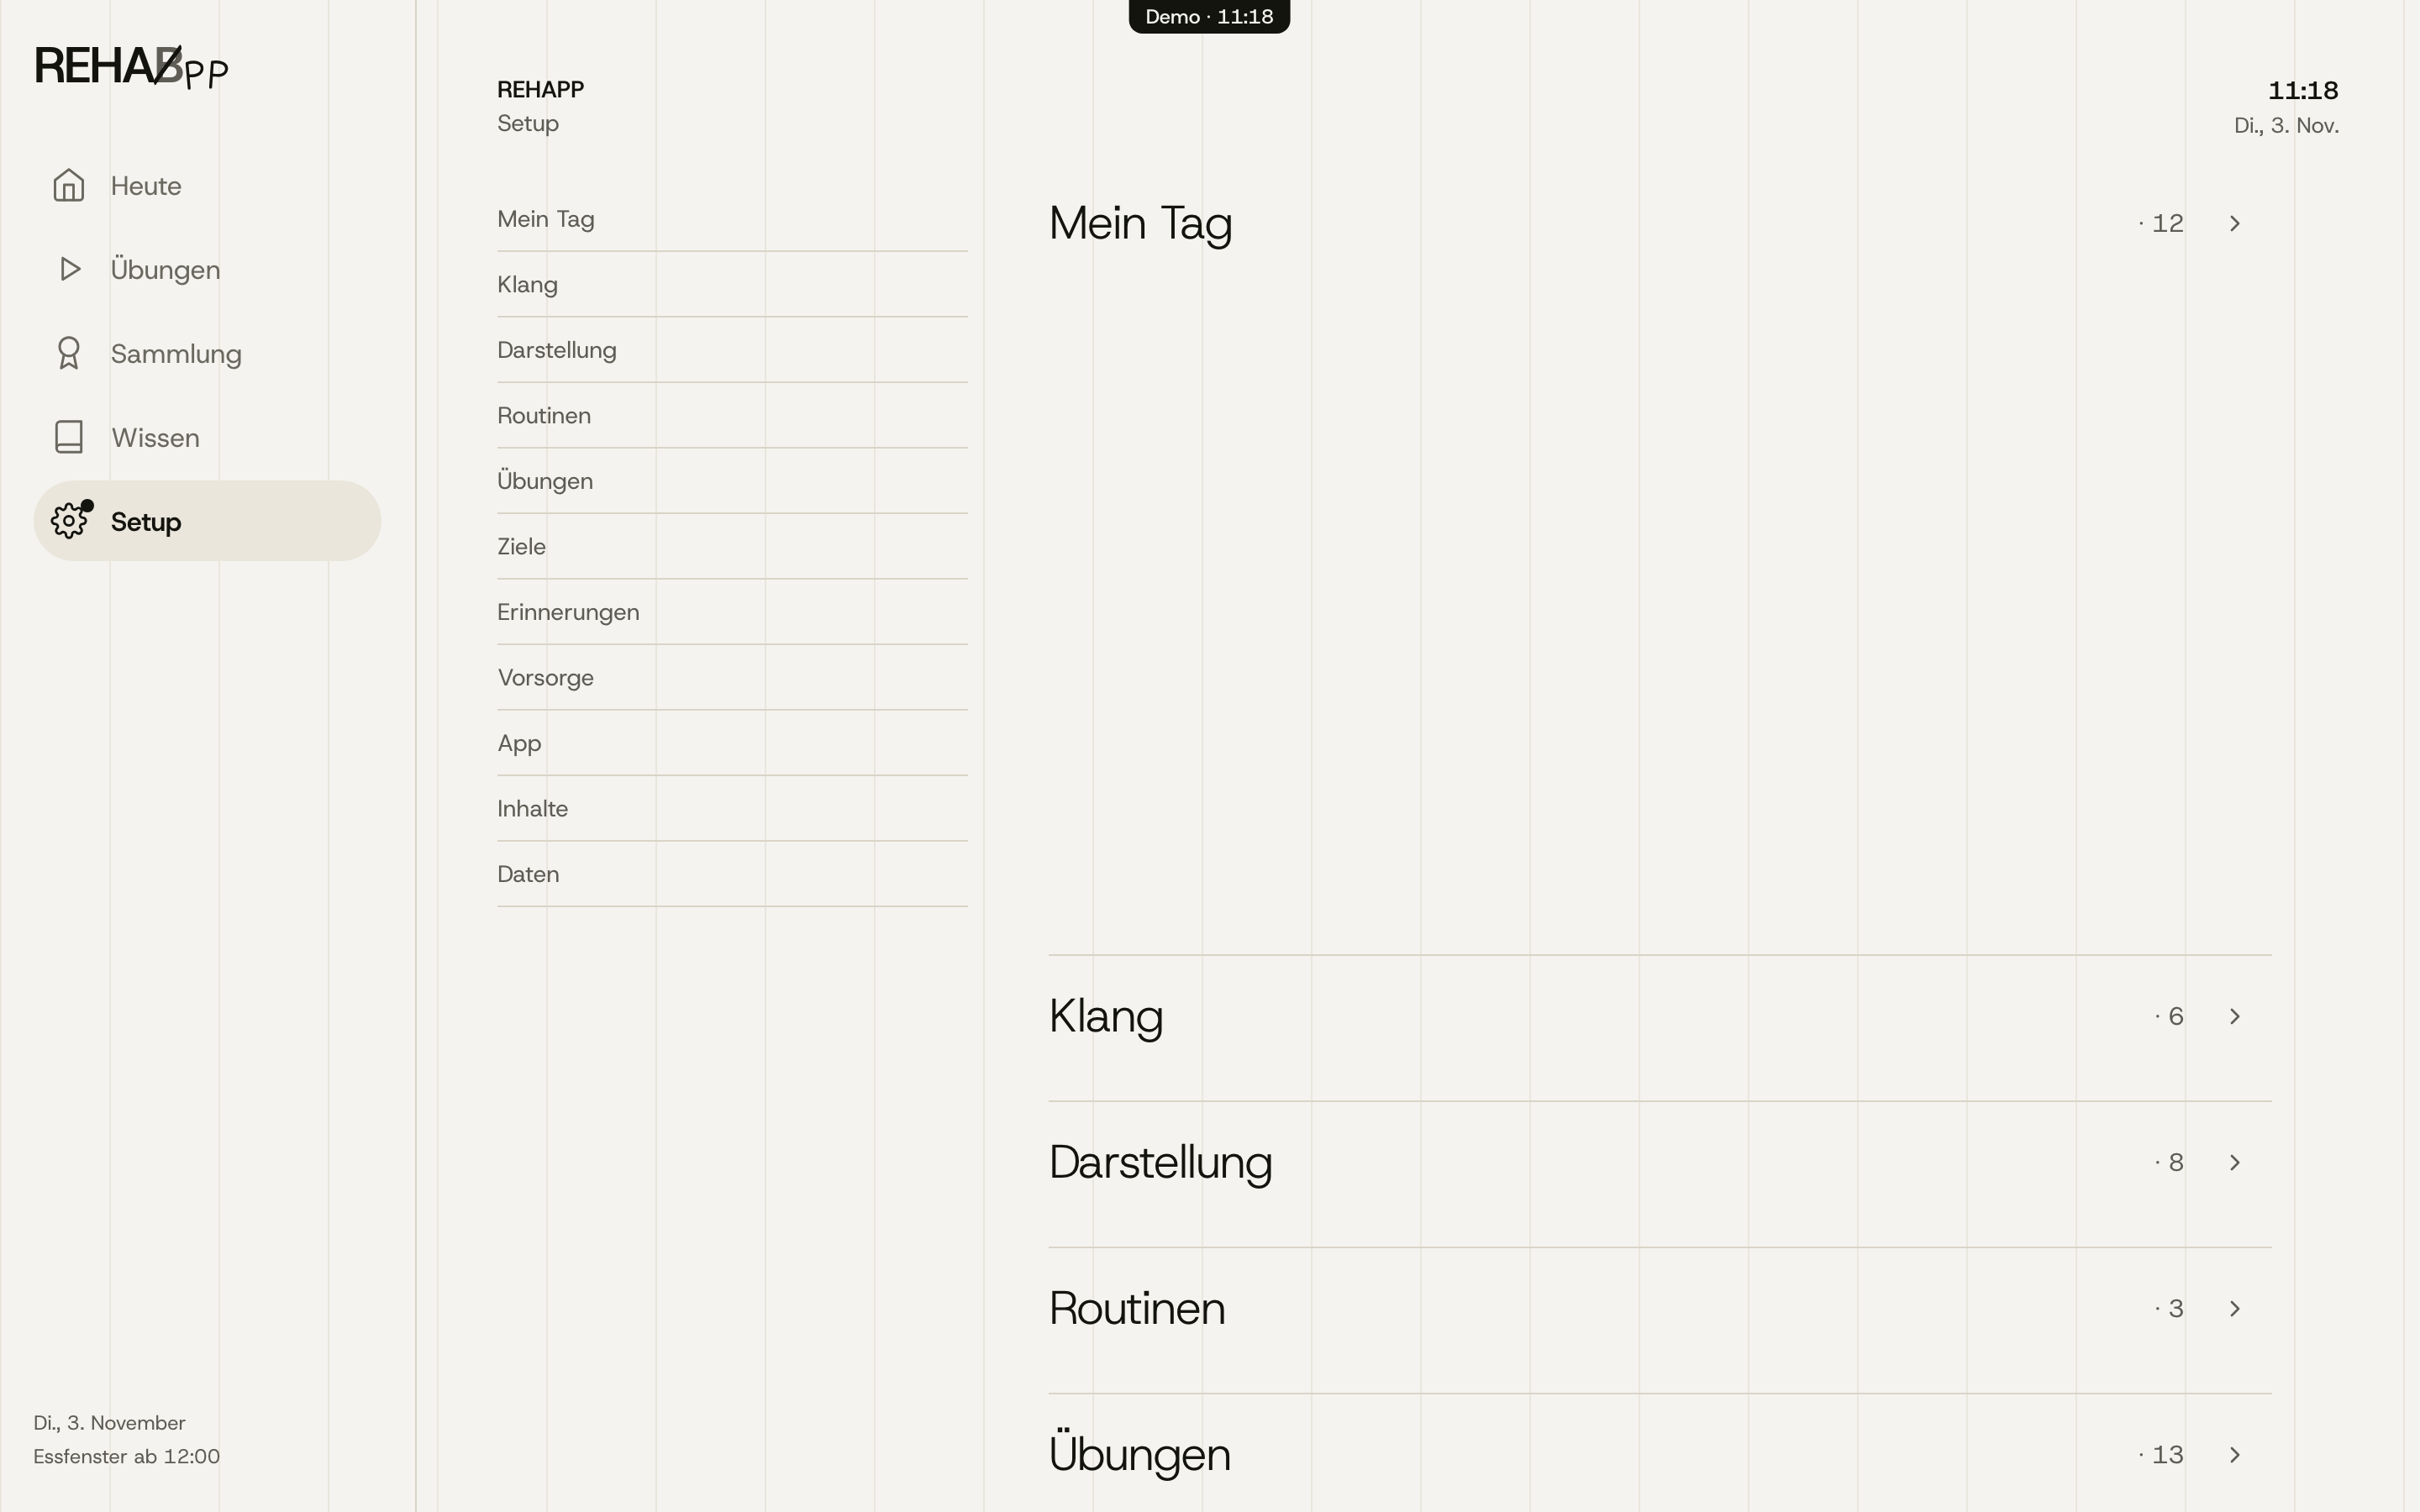 Demo · 11:18
REHABPP
Heute
Übungen
Sammlung
Wissen
Setup
Di., 3. November
Essfenster ab 12:00
REHAPP
Setup
11:18
Di., 3. Nov.
Mein Tag
Klang
Darstellung
Routinen
Übungen
Ziele
Erinnerungen
Vorsorge
App
Inhalte
Daten
Mein Tag · 12
Klang · 6
Darstellung · 8
Routinen · 3
Übungen · 13